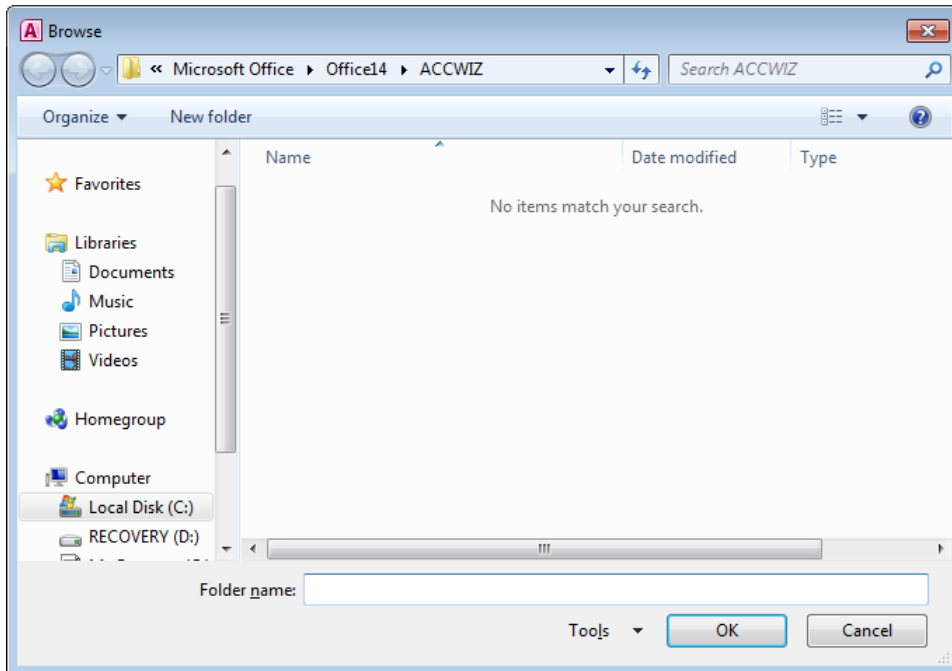 A Browse
« Microsoft Office ▸ Office14 ▸ ACCWIZ
Search ACCWIZ
Organize New folder
Name Date modified Type
No items match your search.
Favorites
Libraries
Documents
Music
Pictures
Videos
Homegroup
Computer
Local Disk (C:)
RECOVERY (D:)
Folder name:
Tools OK Cancel